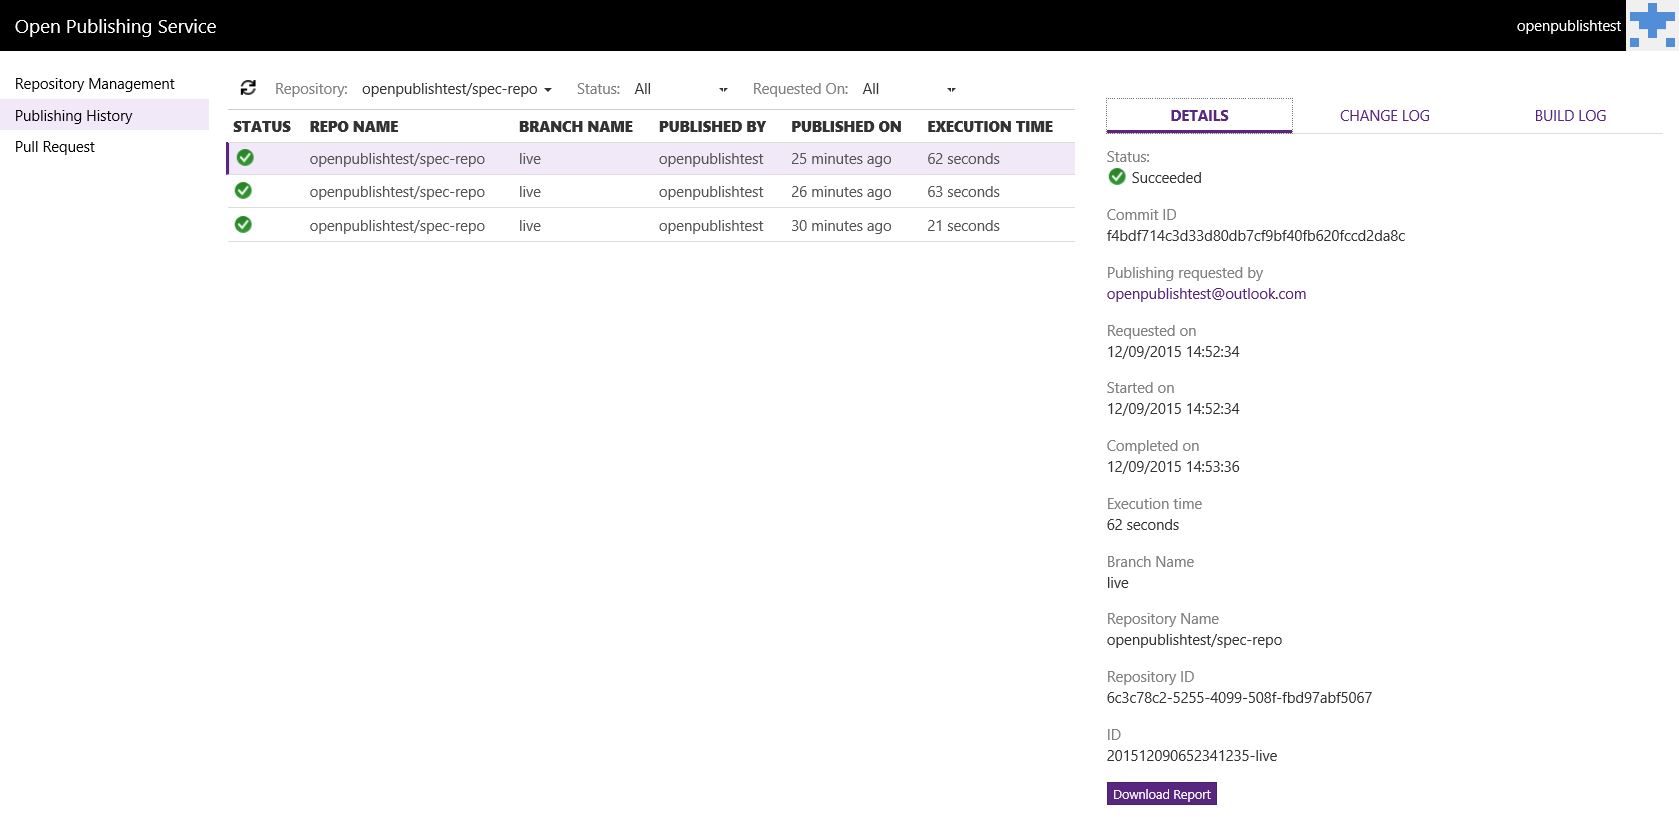 Open Publishing Service
openpublishtest
Repository Management
Publishing History
Pull Request
Repository: openpublishtest/spec-repo Status: All Requested On: All
STATUS REPO NAME BRANCH NAME PUBLISHED BY PUBLISHED ON EXECUTION TIME
openpublishtest/spec-repo live openpublishtest 25 minutes ago 62 seconds
openpublishtest/spec-repo live openpublishtest 26 minutes ago 63 seconds
openpublishtest/spec-repo live openpublishtest 30 minutes ago 21 seconds
DETAILS CHANGE LOG BUILD LOG
Status:
Succeeded
Commit ID
f4bdf714c3d33d80db7cf9bf40fb620fccd2da8c
Publishing requested by
openpublishtest@outlook.com
Requested on
12/09/2015 14:52:34
Started on
12/09/2015 14:52:34
Completed on
12/09/2015 14:53:36
Execution time
62 seconds
Branch Name
live
Repository Name
openpublishtest/spec-repo
Repository ID
6c3c78c2-5255-4099-508f-fbd97abf5067
ID
201512090652341235-live
Download Report